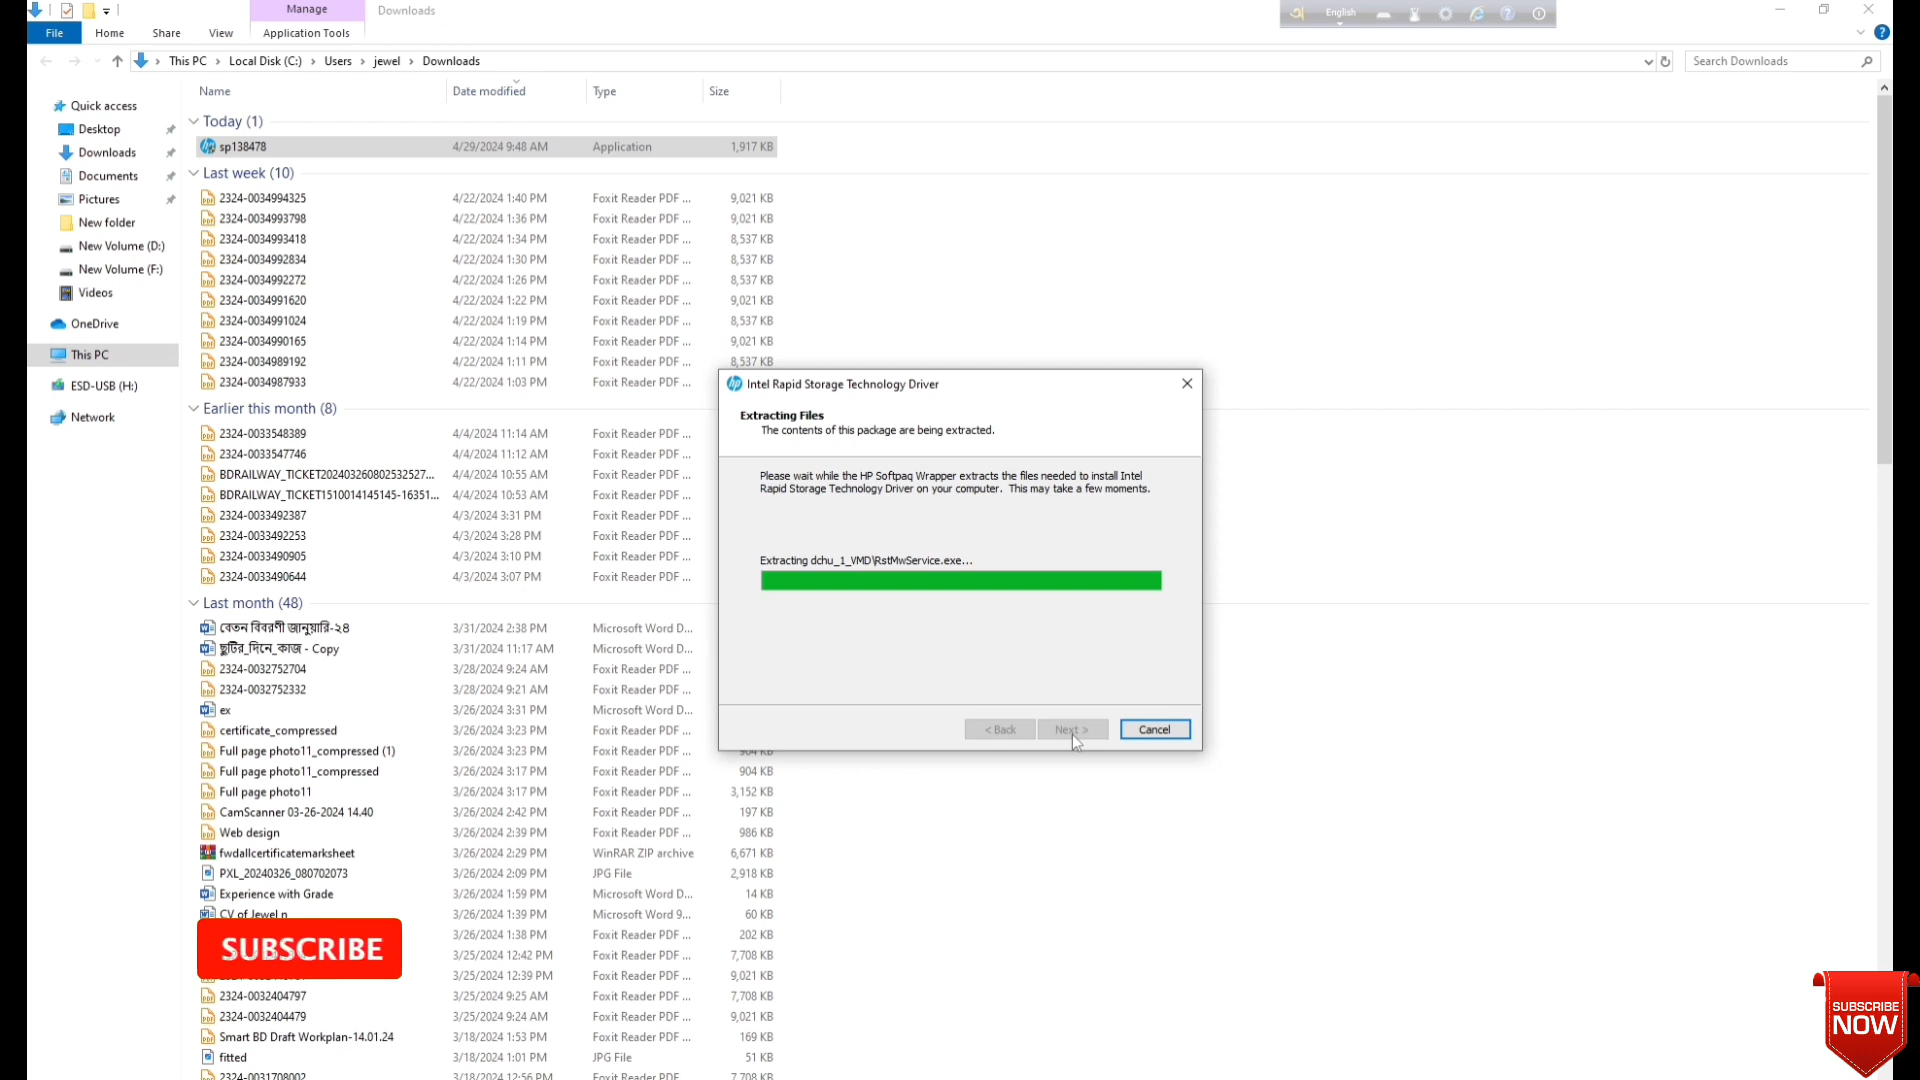 Manage
Downloads
English
File
Home
Share
View
Application Tools
This PC
Local Disk (C:)
Users
jewel
Downloads
Search Downloads
Name
Date modified
Type
Size
Quick access
Desktop
Downloads
Documents
Pictures
New folder
New Volume (D:)
New Volume (F:)
Videos
OneDrive
This PC
ESD-USB (H:)
Network
Today (1)
sp138478 4/29/2024 9:48 AM Application 1,917 KB
Last week (10)
2324-0034994325 4/22/2024 1:40 PM Foxit Reader PDF ... 9,021 KB
2324-0034993798 4/22/2024 1:36 PM Foxit Reader PDF ... 9,021 KB
2324-0034993418 4/22/2024 1:34 PM Foxit Reader PDF ... 8,537 KB
2324-0034992834 4/22/2024 1:30 PM Foxit Reader PDF ... 8,537 KB
2324-0034992272 4/22/2024 1:26 PM Foxit Reader PDF ... 8,537 KB
2324-0034991620 4/22/2024 1:22 PM Foxit Reader PDF ... 9,021 KB
2324-0034991024 4/22/2024 1:19 PM Foxit Reader PDF ... 8,537 KB
2324-0034990165 4/22/2024 1:14 PM Foxit Reader PDF ... 9,021 KB
2324-0034989192 4/22/2024 1:11 PM Foxit Reader PDF ... 8,537 KB
2324-0034987933 4/22/2024 1:03 PM Foxit Reader PDF ...
Earlier this month (8)
2324-0033548389 4/4/2024 11:14 AM Foxit Reader PDF ...
2324-0033547746 4/4/2024 11:12 AM Foxit Reader PDF ...
BDRAILWAY_TICKET202403260802532527... 4/4/2024 10:55 AM Foxit Reader PDF ...
BDRAILWAY_TICKET1510014145145-16351... 4/4/2024 10:53 AM Foxit Reader PDF ...
2324-0033492387 4/3/2024 3:31 PM Foxit Reader PDF ...
2324-0033492253 4/3/2024 3:28 PM Foxit Reader PDF ...
2324-0033490905 4/3/2024 3:10 PM Foxit Reader PDF ...
2324-0033490644 4/3/2024 3:07 PM Foxit Reader PDF ...
Last month (48)
বেতন বিবরণী জানুয়ারি-২৪ 3/31/2024 2:38 PM Microsoft Word D...
ছুটির_দিনে_কাজ - Copy 3/31/2024 11:17 AM Microsoft Word D...
2324-0032752704 3/28/2024 9:24 AM Foxit Reader PDF ...
2324-0032752332 3/28/2024 9:21 AM Foxit Reader PDF ...
ex 3/26/2024 3:31 PM Microsoft Word D...
certificate_compressed 3/26/2024 3:23 PM Foxit Reader PDF ...
Full page photo11_compressed (1) 3/26/2024 3:23 PM Foxit Reader PDF ... 904 KB
Full page photo11_compressed 3/26/2024 3:17 PM Foxit Reader PDF ... 904 KB
Full page photo11 3/26/2024 3:17 PM Foxit Reader PDF ... 3,152 KB
CamScanner 03-26-2024 14.40 3/26/2024 2:42 PM Foxit Reader PDF ... 197 KB
Web design 3/26/2024 2:39 PM Foxit Reader PDF ... 986 KB
fwdallcertificatemarksheet 3/26/2024 2:29 PM WinRAR ZIP archive 6,671 KB
PXL_20240326_080702073 3/26/2024 2:09 PM JPG File 2,918 KB
Experience with Grade 3/26/2024 1:59 PM Microsoft Word D... 14 KB
CV of Jewel n 3/26/2024 1:39 PM Microsoft Word 9... 60 KB
3/26/2024 1:38 PM Foxit Reader PDF ... 202 KB
3/25/2024 12:42 PM Foxit Reader PDF ... 7,708 KB
3/25/2024 12:39 PM Foxit Reader PDF ... 9,021 KB
2324-0032404797 3/25/2024 9:25 AM Foxit Reader PDF ... 7,708 KB
2324-0032404479 3/25/2024 9:24 AM Foxit Reader PDF ... 9,021 KB
Smart BD Draft Workplan-14.01.24 3/18/2024 1:53 PM Foxit Reader PDF ... 169 KB
fitted 3/18/2024 1:01 PM JPG File 51 KB
2324-0031708002 3/18/2024 12:56 PM Foxit Reader PDF ... 7,708 KB
Intel Rapid Storage Technology Driver
Extracting Files
The contents of this package are being extracted.
Please wait while the HP Softpaq Wrapper extracts the files needed to install Intel
Rapid Storage Technology Driver on your computer. This may take a few moments.
Extracting dchu_1_VMD\RstMwService.exe...
< Back
Next >
Cancel
SUBSCRIBE
SUBSCRIBE
NOW